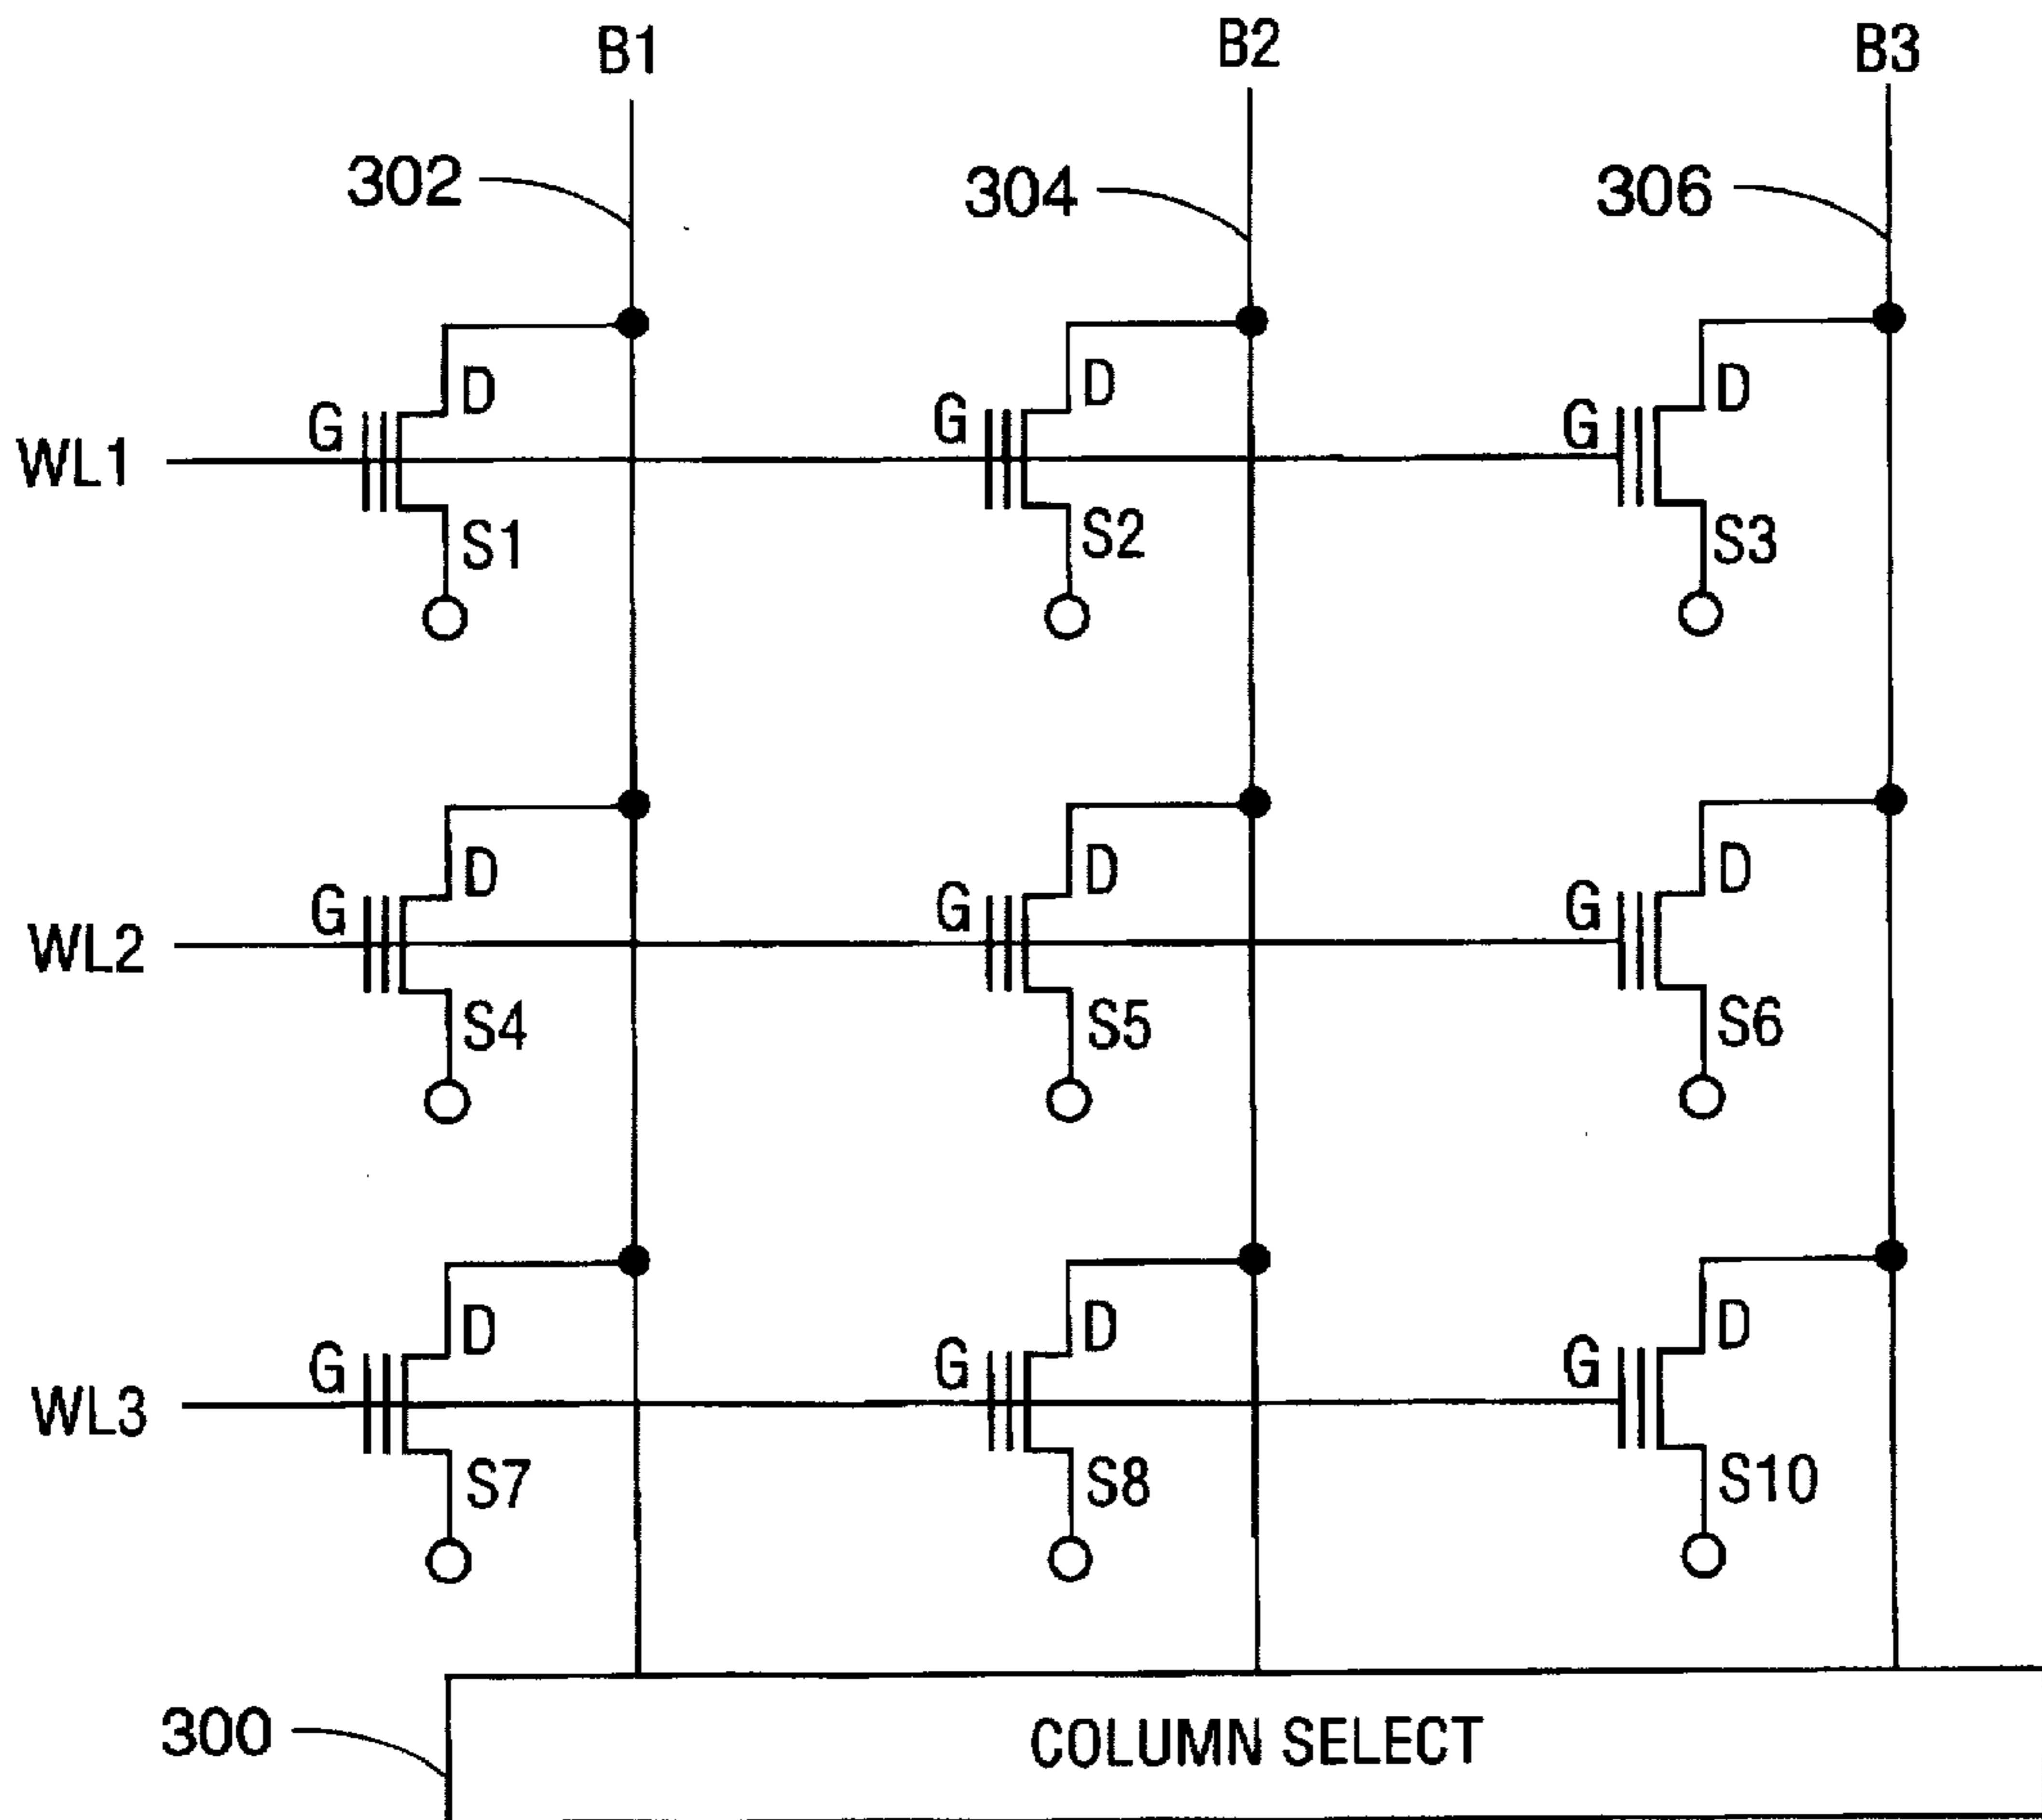 B1 B2 B3
302 304 306
D D D
G G G
WL1
S1 S2 S3
D D D
G G G
WL2
S4 S5 S6
D D D
G G G
WL3
S7 S8 S10
300 COLUMN SELECT